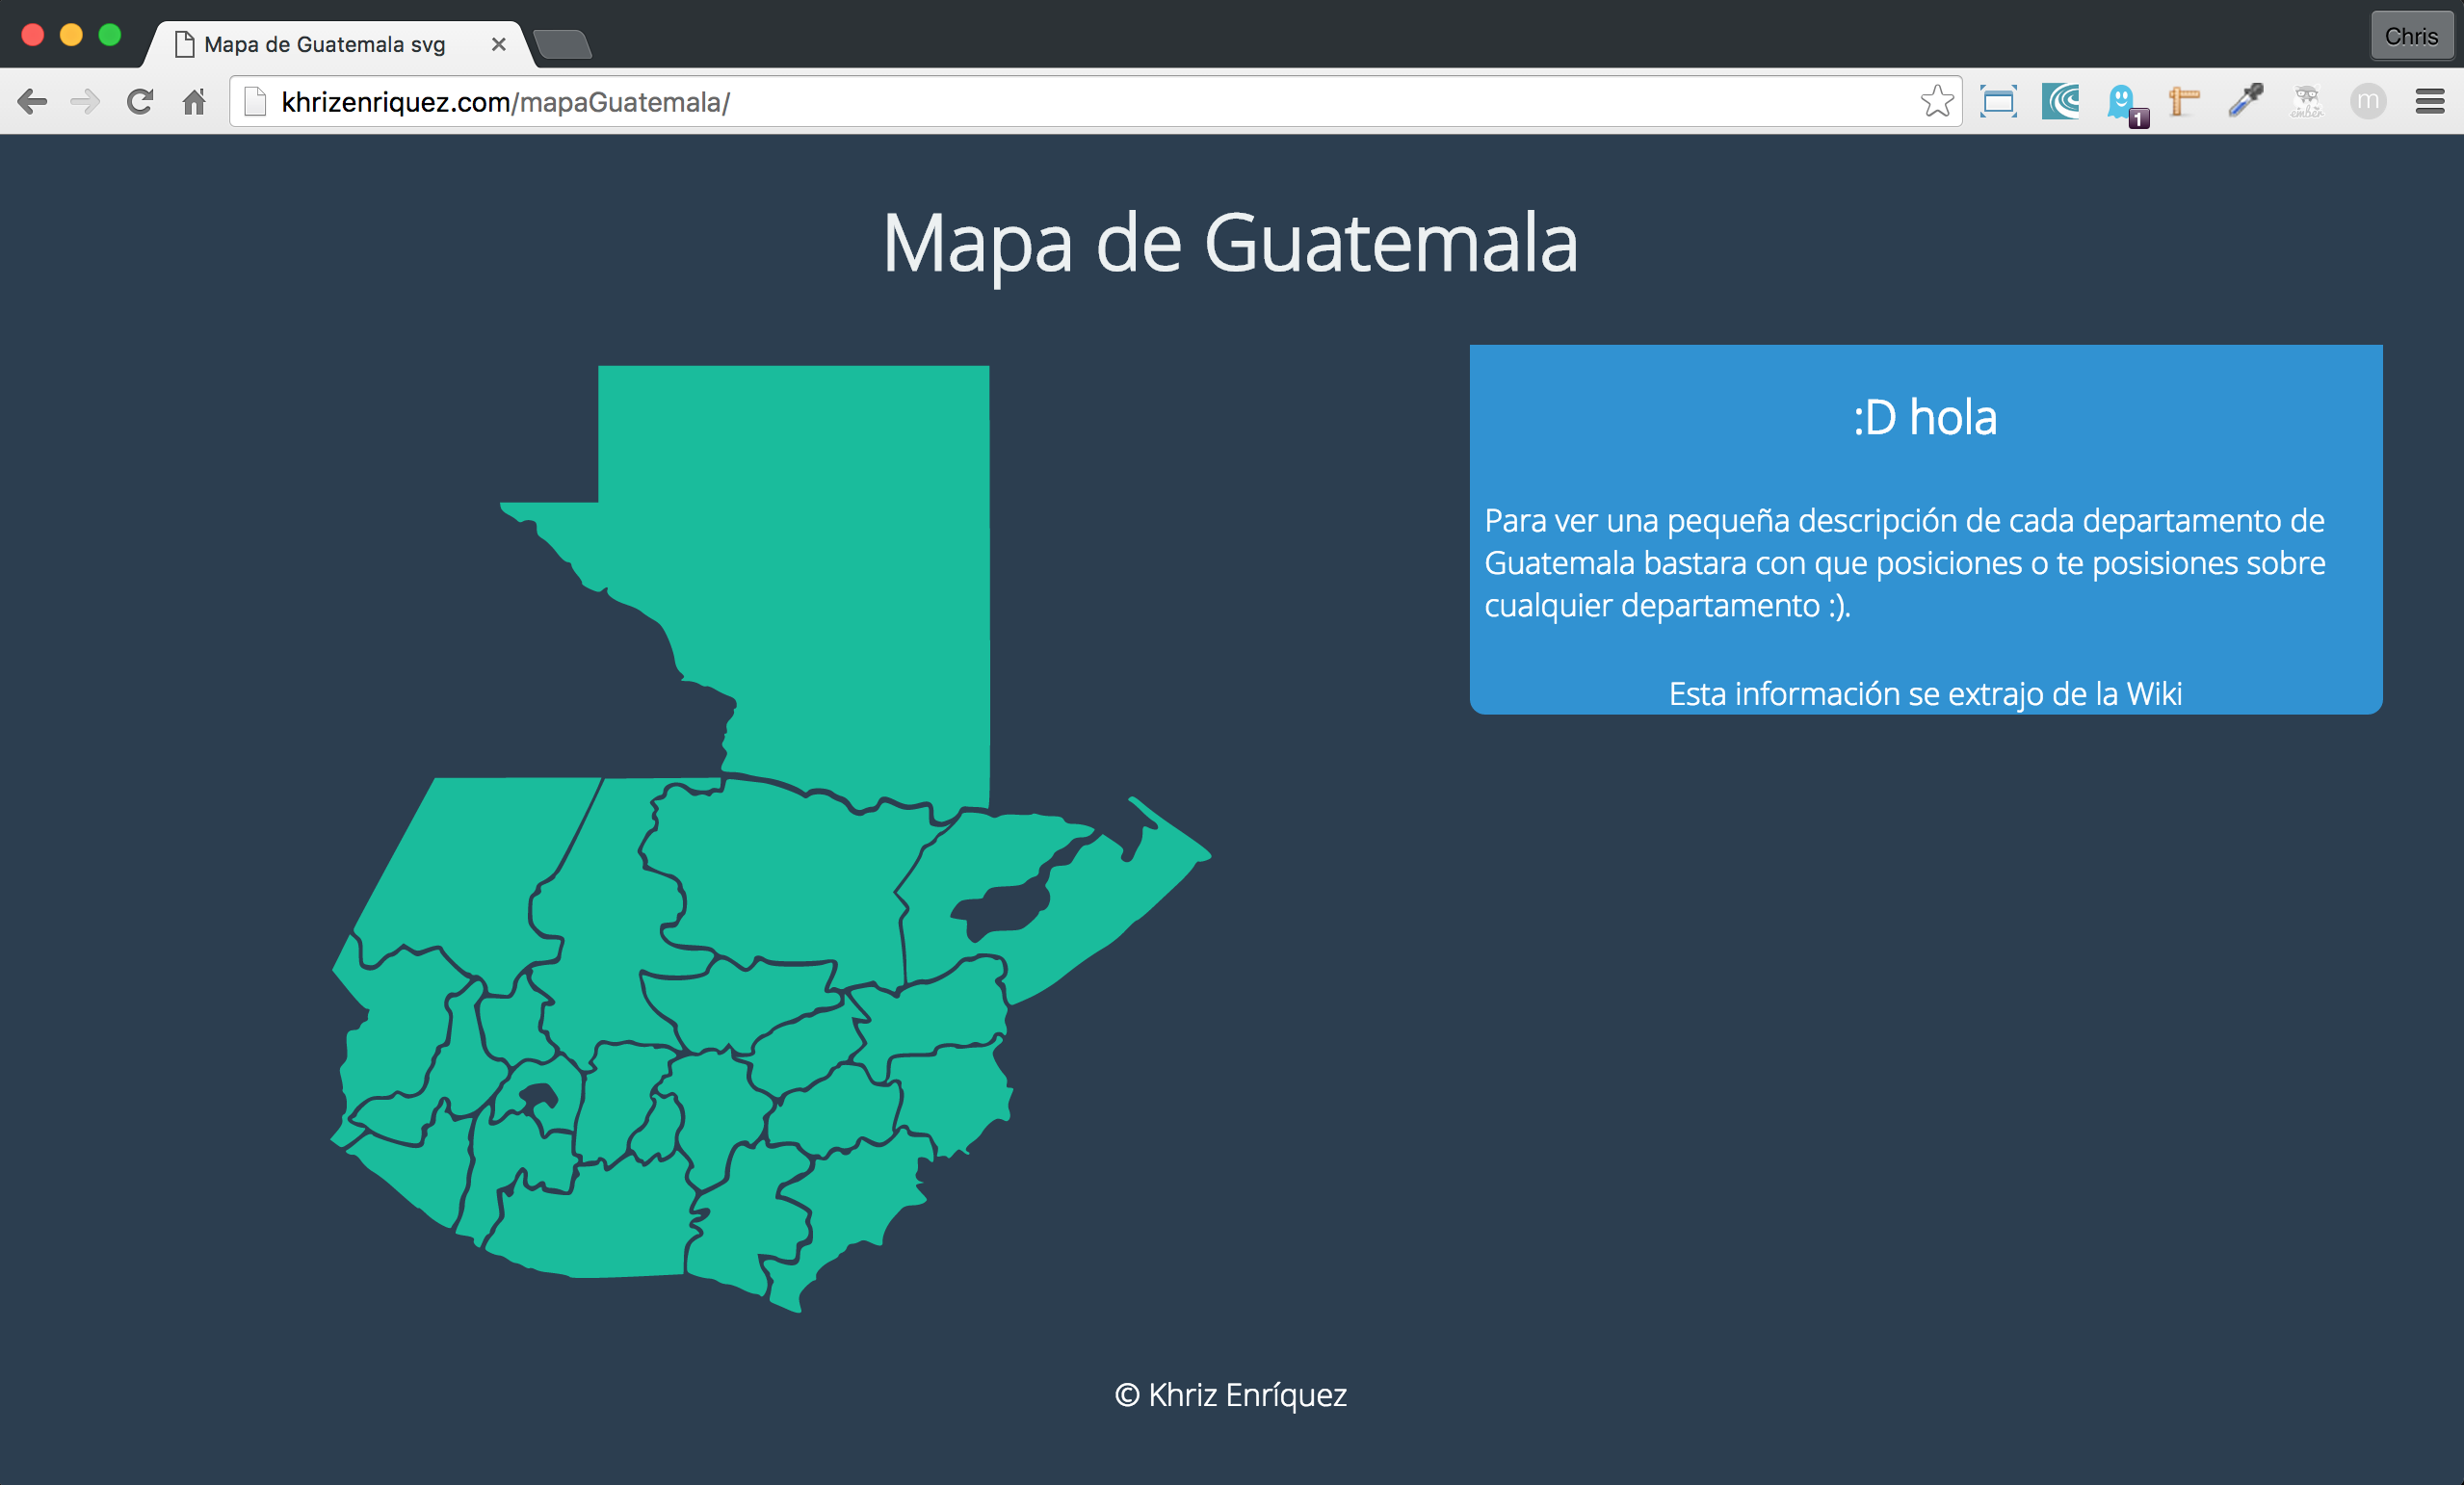 Mapa de Guatemala svg
Chris
khrizenriquez.com/mapaGuatemala/
1
ember
m
Mapa de Guatemala
:D hola
Para ver una pequeña descripción de cada departamento de
Guatemala bastara con que posiciones o te posisiones sobre
cualquier departamento :).
Esta información se extrajo de la Wiki
© Khriz Enríquez